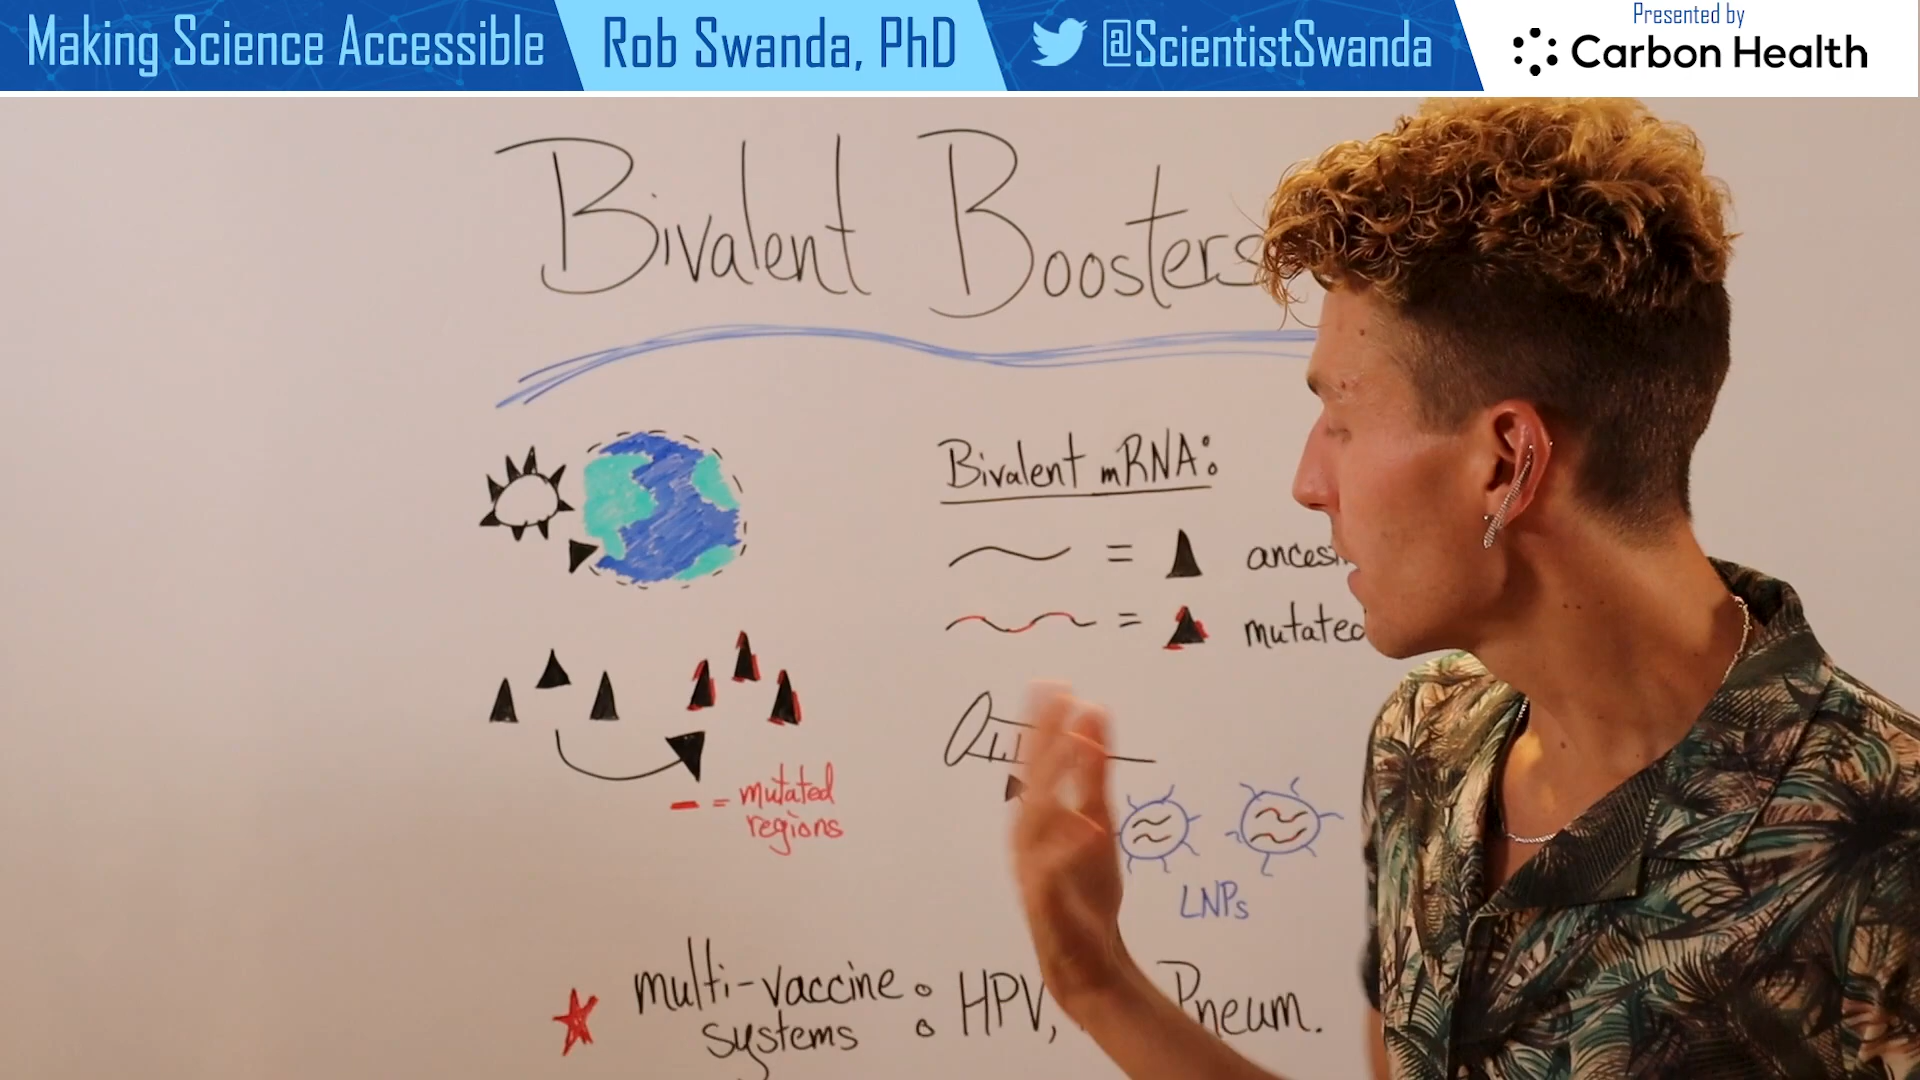 Making Science Accessible
Rob Swanda, PhD
@ScientistSwanda
Presented by
Carbon Health
Bivalent Boosters
Bivalent mRNA:
=
=
mutated
- = mutated
regions
LNPs
multi-vaccine : HPV, Pneum.
systems